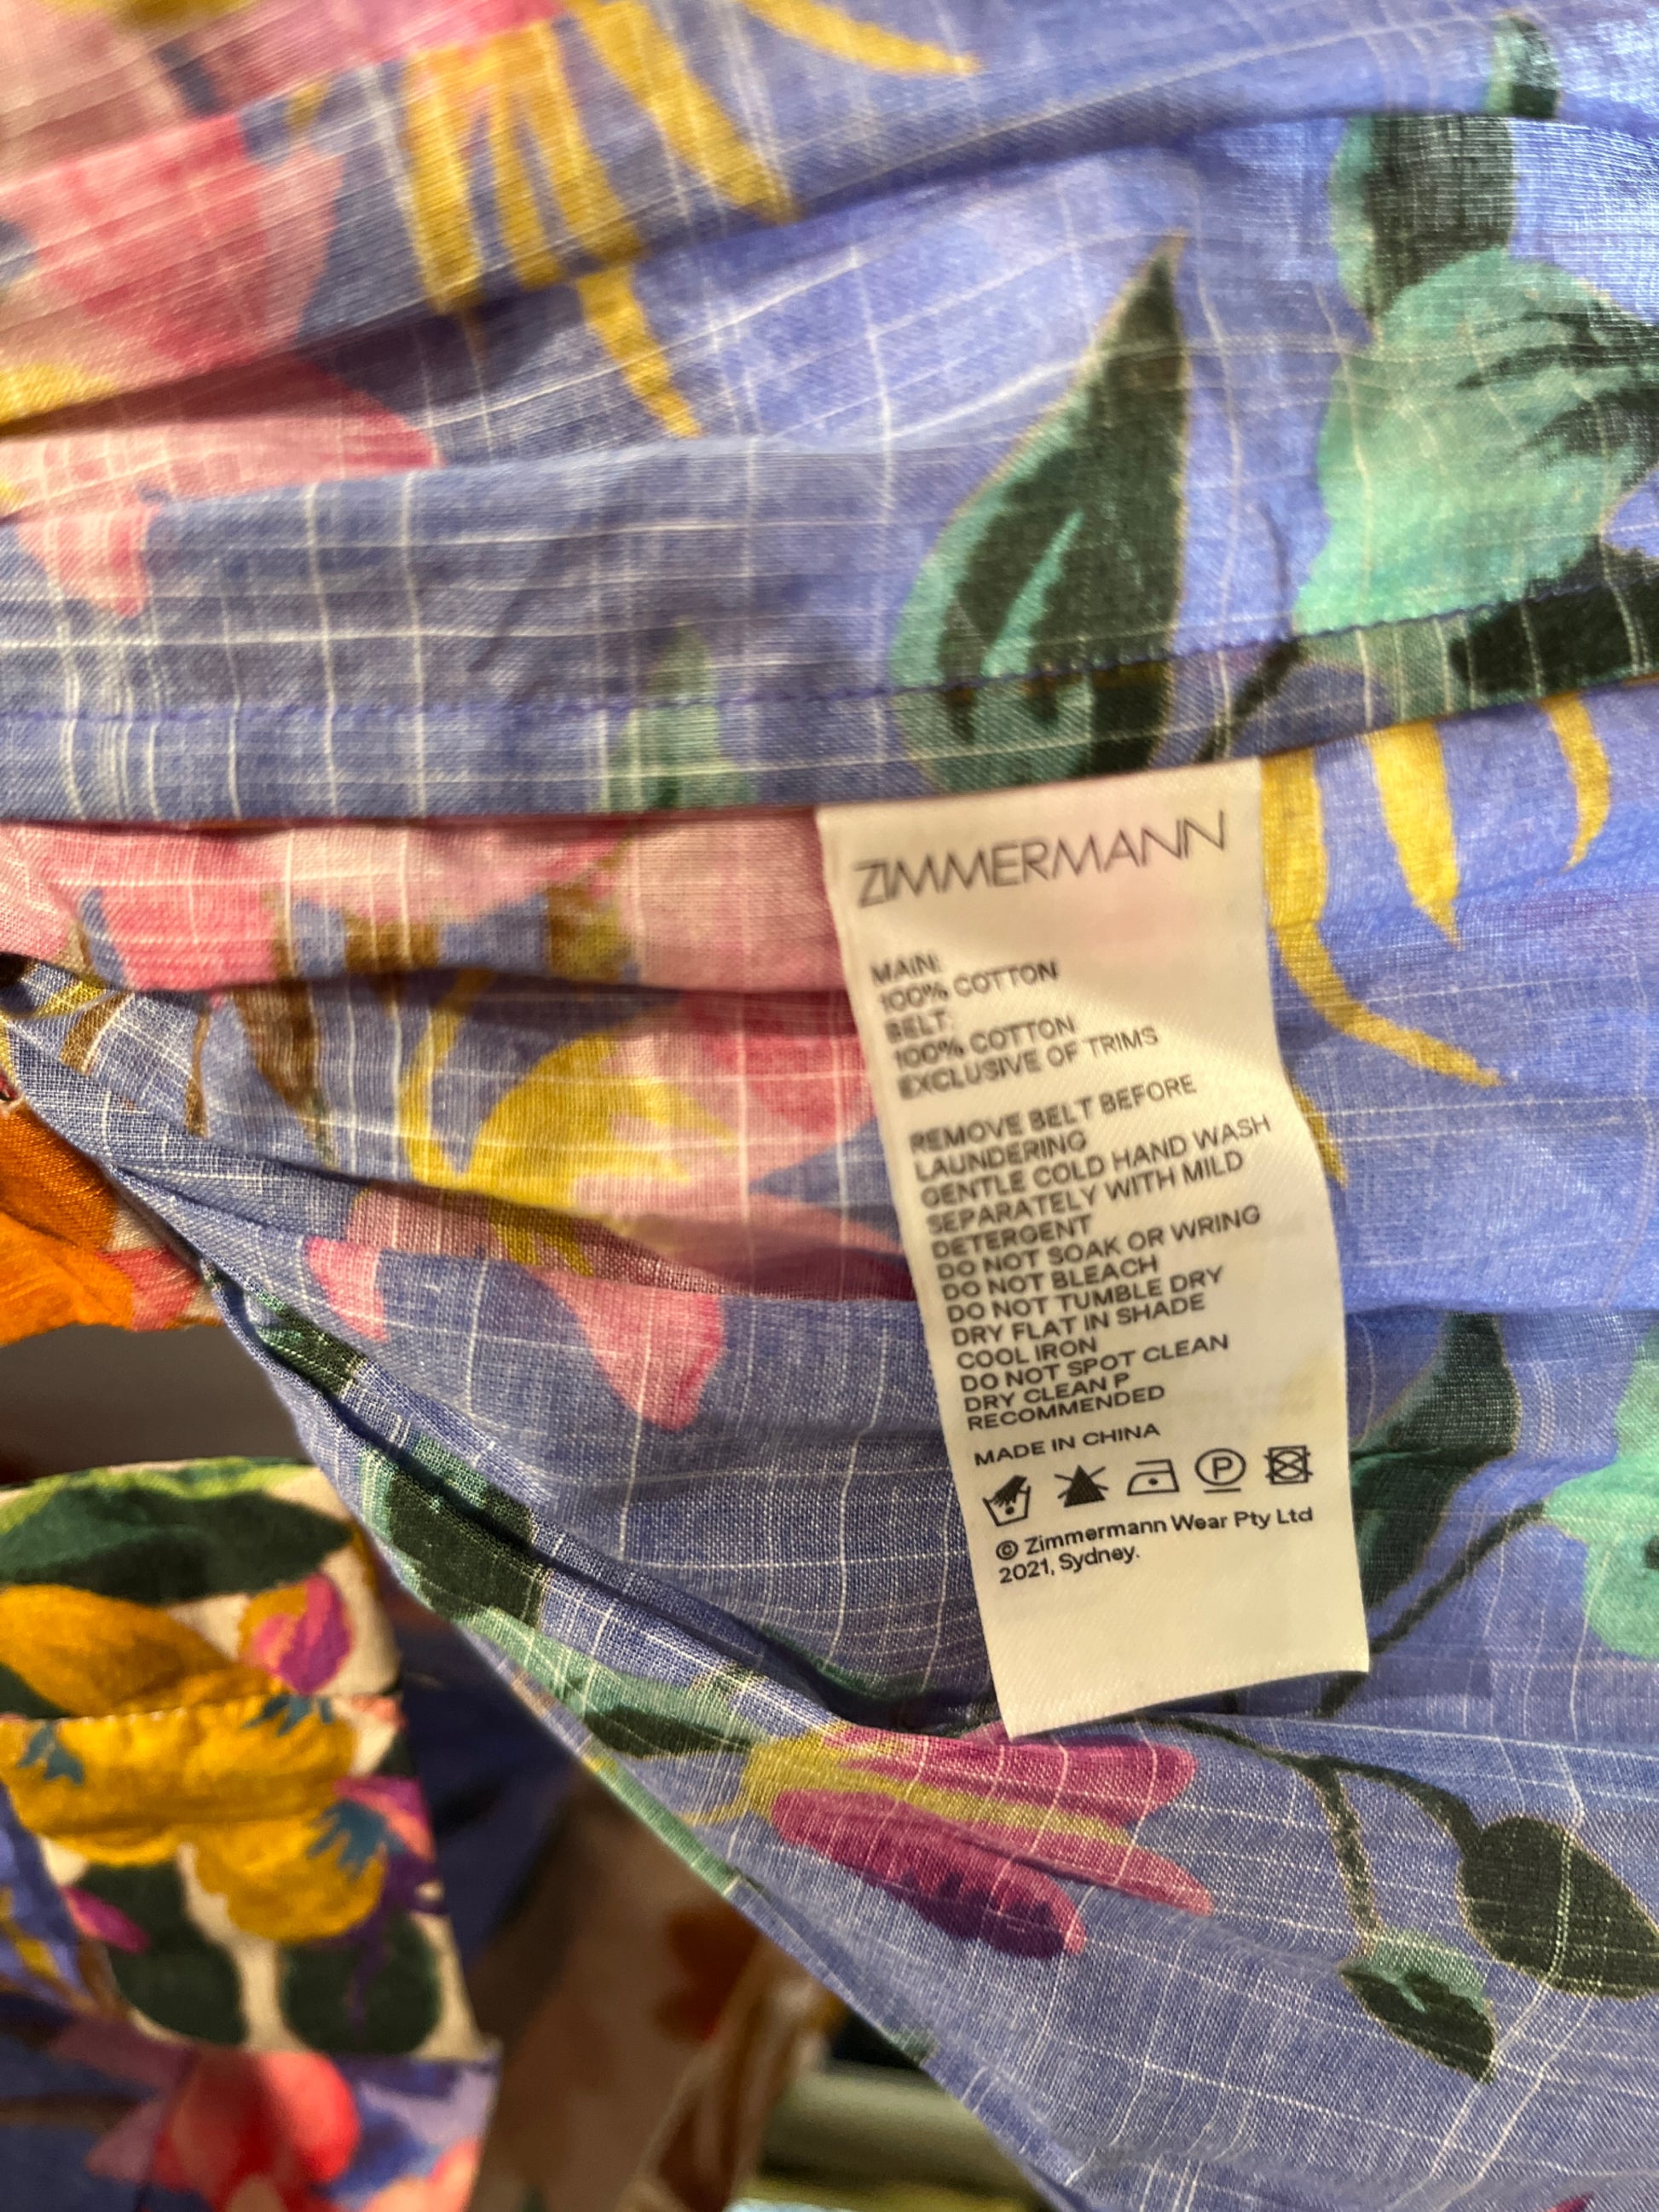 ZIMMERMANN
MAIN:
100% COTTON
BELT:
100% COTTON
EXCLUSIVE OF TRIMS
REMOVE BELT BEFORE
LAUNDERING
GENTLE COLD HAND WASH
SEPARATELY WITH MILD
DETERGENT
DO NOT SOAK OR WRING
DO NOT BLEACH
DO NOT TUMBLE DRY
DRY FLAT IN SHADE
COOL IRON
DO NOT SPOT CLEAN
DRY CLEAN P
RECOMMENDED
MADE IN CHINA
P
© Zimmermann Wear Pty Ltd
2021, Sydney.